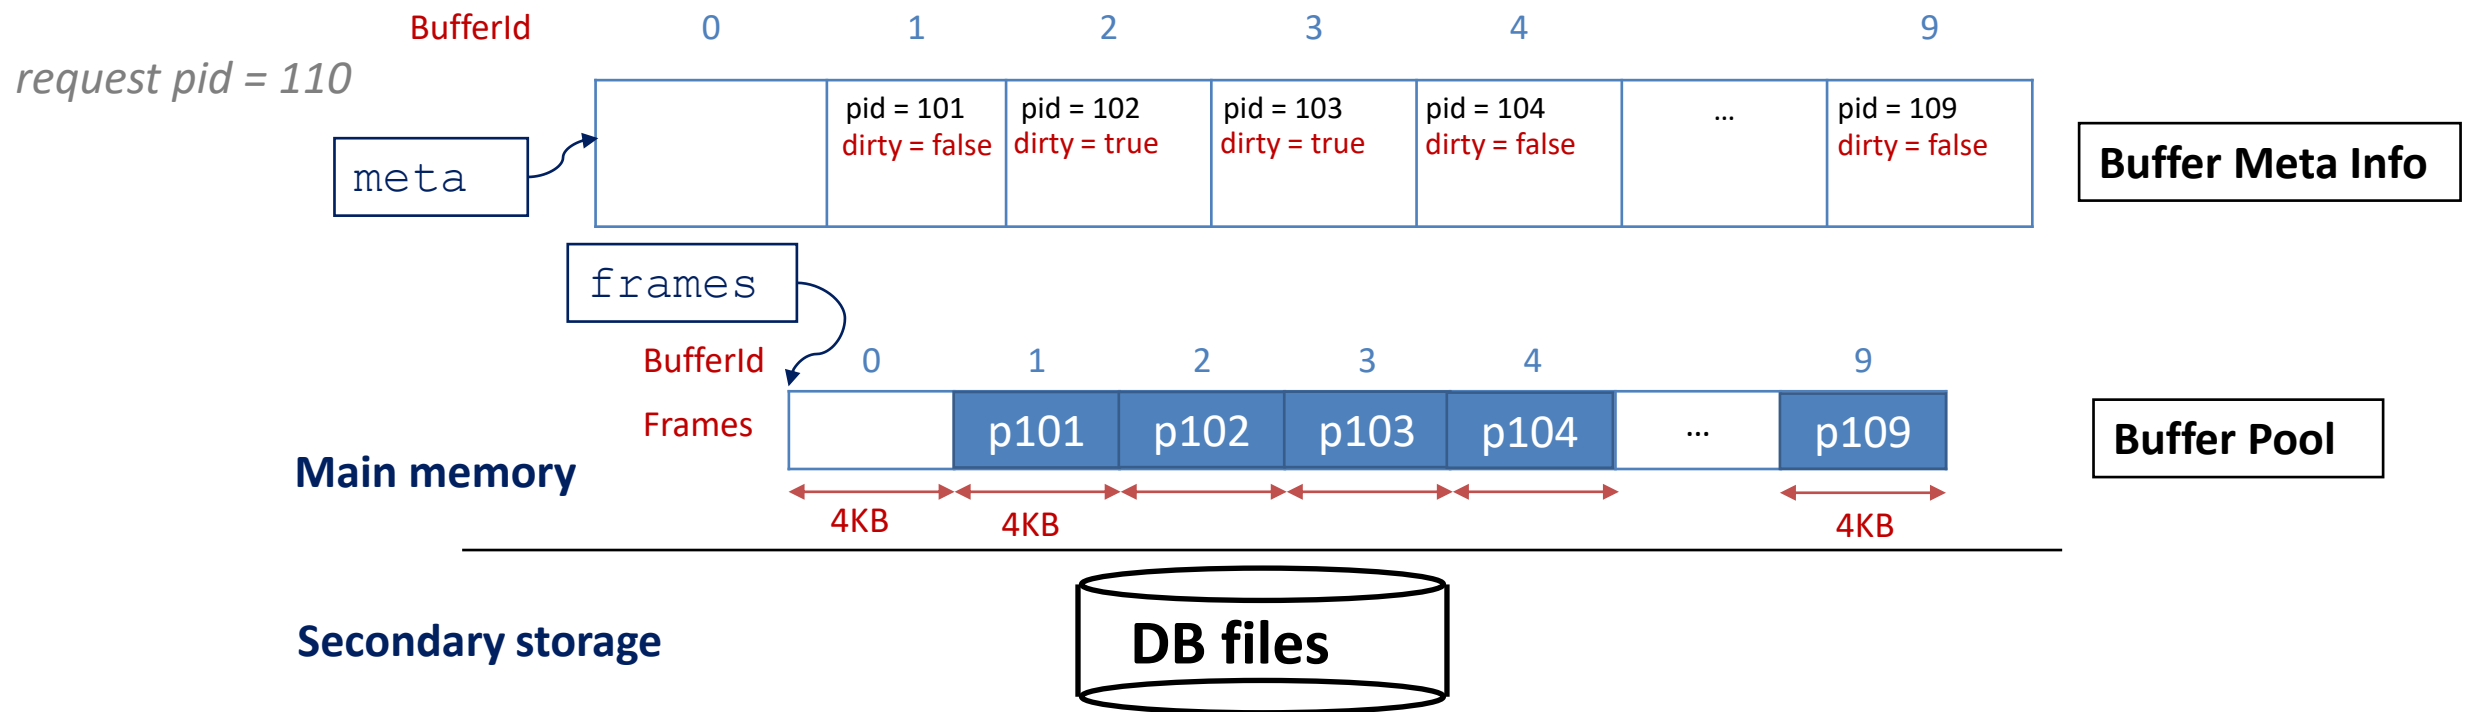 BufferId 0 1 2 3 4 9
request pid = 110
pid = 101 pid = 102 pid = 103 pid = 104 ... pid = 109
dirty = false dirty = true dirty = true dirty = false dirty = false
meta
Buffer Meta Info
frames
BufferId 0 1 2 3 4 9
Frames p101 p102 p103 p104 ... p109
Buffer Pool
Main memory
4KB 4KB 4KB
DB files
Secondary storage